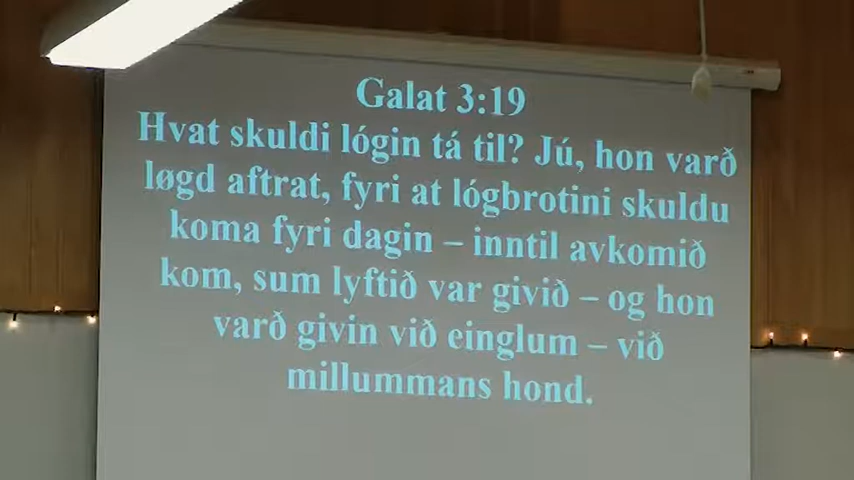 Galat 3:19
Hvat skuldi lógin tá til? Jú, hon varð
løgd aftrat, fyri at lógbrotini skuldu
koma fyri dagin – inntil avkomið
kom, sum lyftið var givið – og hon
varð givin við einglum – við
millummans hond.